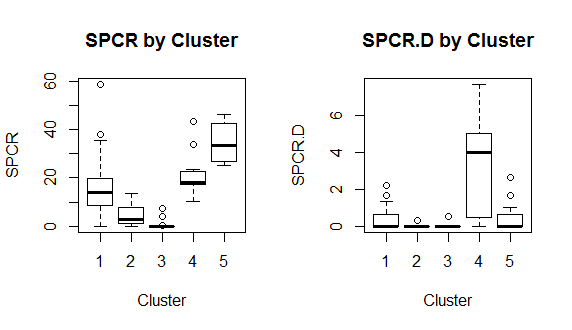 SPCR by Cluster
SPCR
60
40
20
0
1 2 3 4 5
Cluster
SPCR.D by Cluster
SPCR.D
6
4
2
0
1 2 3 4 5
Cluster